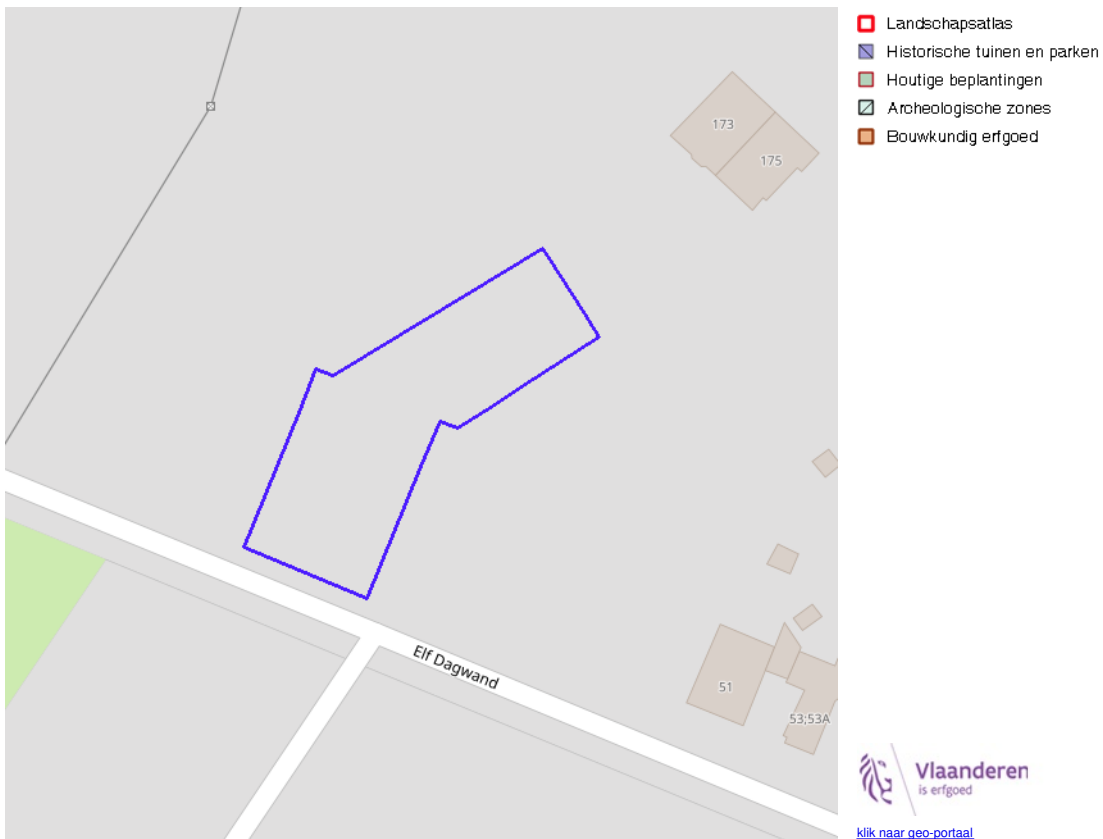 Landschapsatlas
Historische tuinen en parken
Houtige beplantingen
Archeologische zones
Bouwkundig erfgoed
173
175
Elf Dagwand
51
53;53A
Vlaanderen
is erfgoed
klik naar geo-portaal